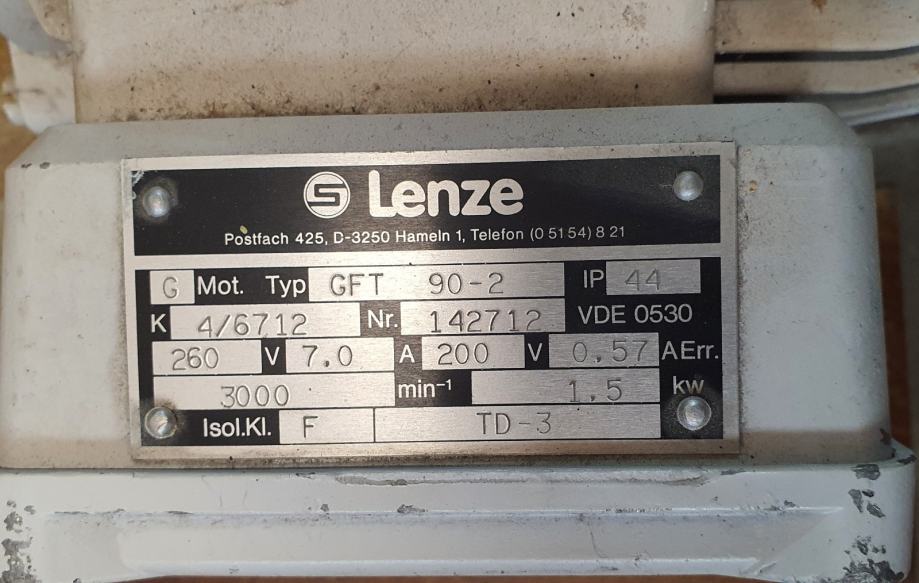 Lenze
Postfach 425, D-3250 Hameln 1, Telefon (0 51 54) 8 21
G Mot. Typ GFT 90-2 IP 44
K 4/6712 Nr. 142712 VDE 0530
260 V 7.0 A 200 V 0.57 A Err.
3000 min⁻¹ 1.5 kw
Isol.Kl. F TD-3